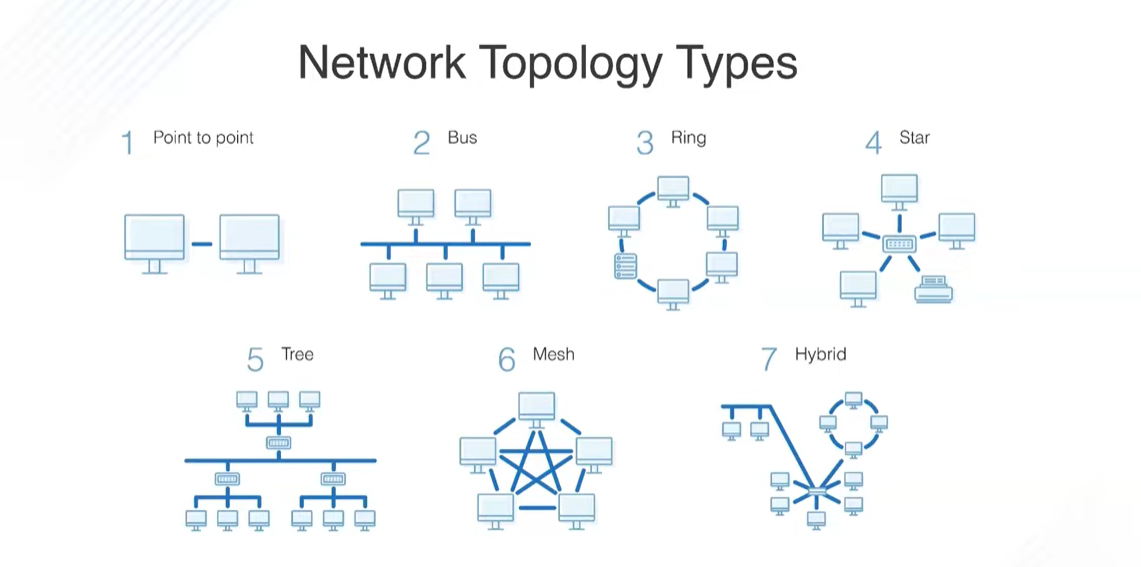 Network Topology Types
1 Point to point
2 Bus
3 Ring
4 Star
5 Tree
6 Mesh
7 Hybrid